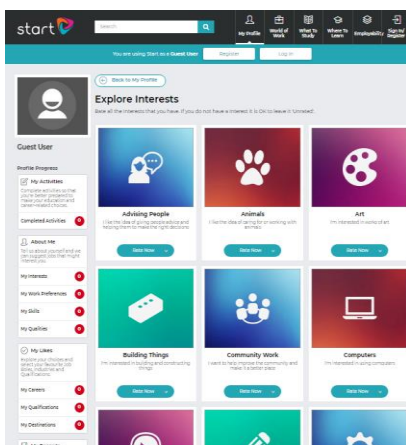 start
Search
My Profile
World of Work
What To Study
Where To Learn
Employability
Sign In/ Register
You are using Start as a Guest User
Register
Log In
Back to My Profile
Explore Interests
Rate all the interests that you have. If you do not have a interest it is OK to leave it 'Unrated'.
Guest User
Profile Progress
My Activities
Complete activities so that
you're better prepared to
make your education and
career-related choices.
Completed Activities 0
About Me
Tell us about yourself and we
can suggest jobs that might
interest you.
My Interests 0
My Work Preferences 0
My Skills 0
My Qualities 0
My Likes
Explore your choices and
select your favourite job
roles, industries and
qualifications.
My Careers 0
My Qualifications 0
My Destinations 0
Advising People
I like the idea of giving people advice and
helping them to make the right decisions
Rate Now
Animals
I like the idea of caring for or working with
animals
Rate Now
Art
I'm interested in works of art
Rate Now
Building Things
I'm interested in building and constructing
things
Rate Now
Community Work
I want to help improve the community and
make it a better place
Rate Now
Computers
I'm interested in using computers
Rate Now